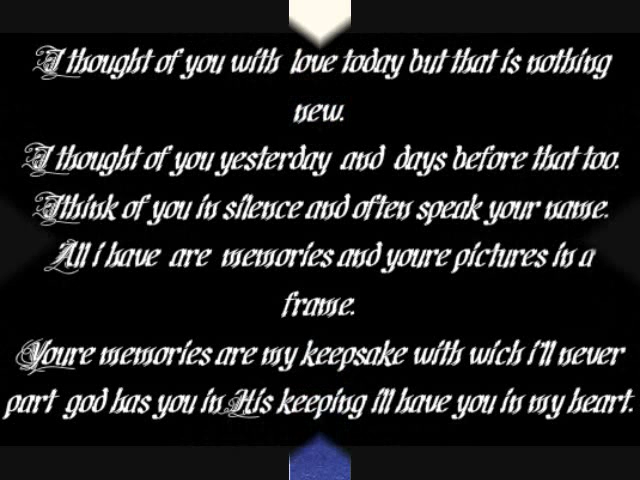 I thought of you with love today but that is nothing
new.
I thought of you yesterday and days before that too.
I think of you in silence and often speak your name.
All i have are memories and youre pictures in a
frame.
Youre memories are my keepsake with wich i'll never
part god has you in His keeping ill have you in my heart.